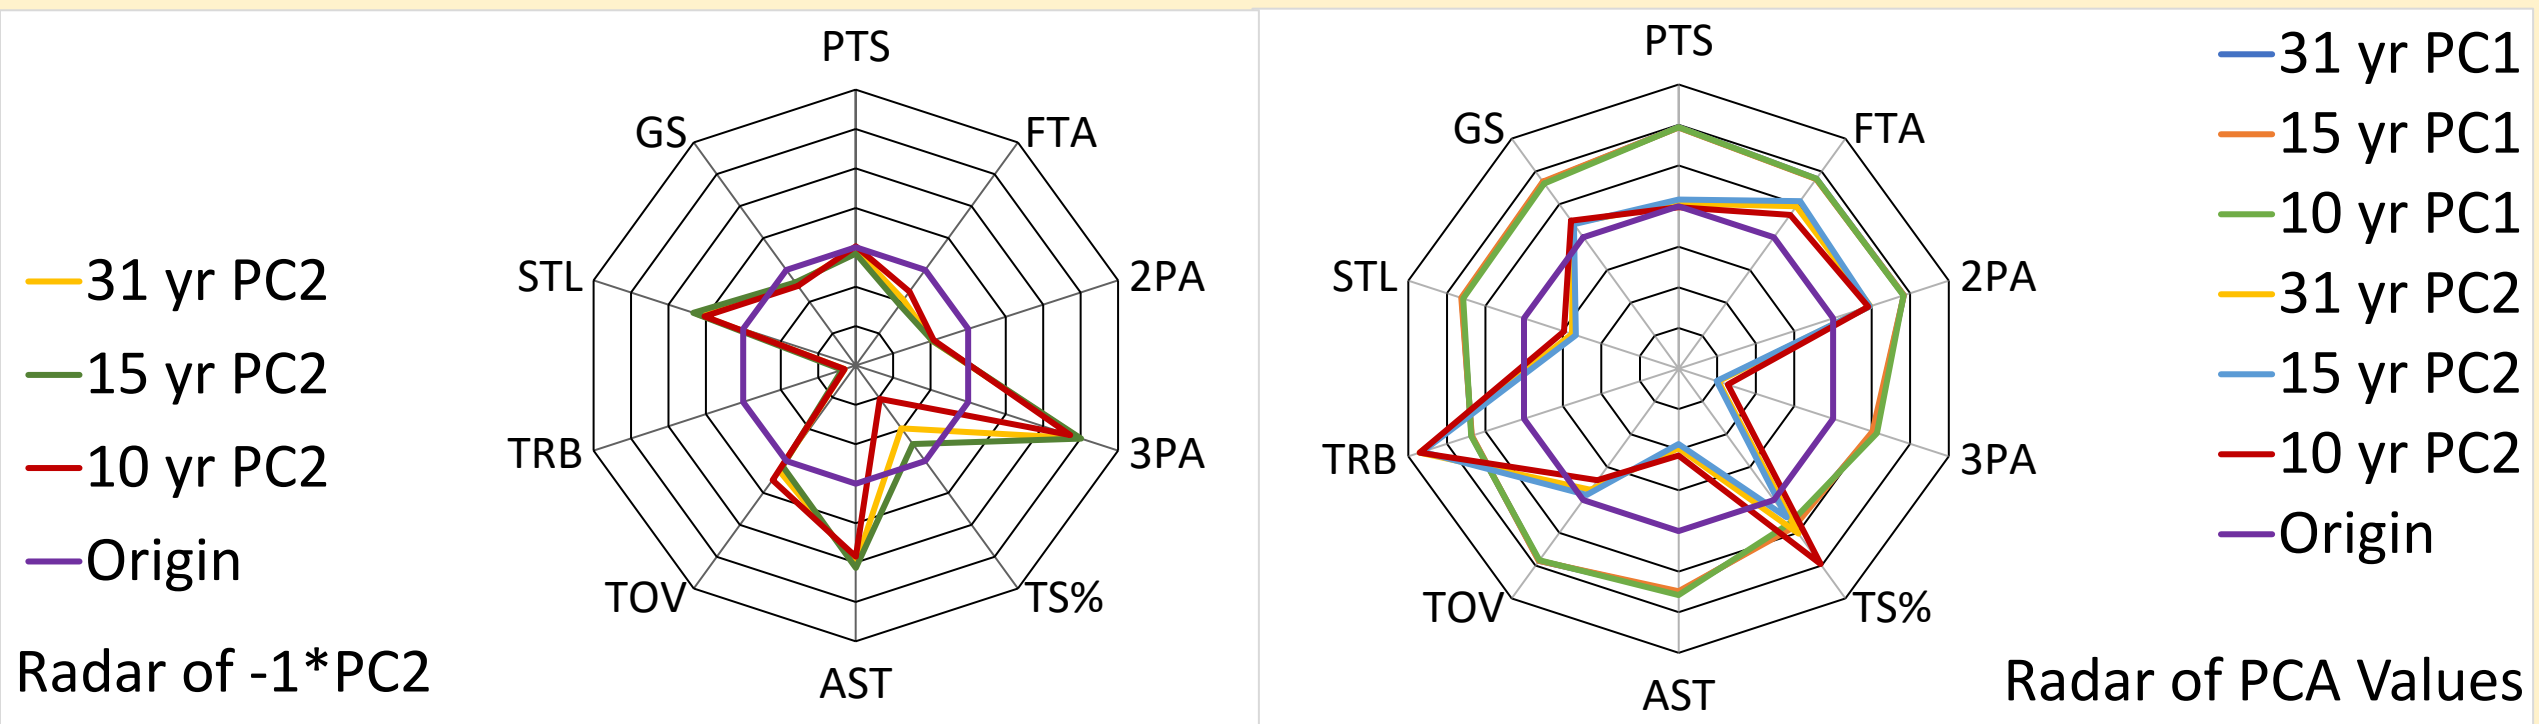 PTS
FTA
2PA
3PA
TS%
AST
TOV
TRB
STL
GS
31 yr PC2
15 yr PC2
10 yr PC2
Origin
Radar of -1*PC2
PTS
FTA
2PA
3PA
TS%
AST
TOV
TRB
STL
GS
31 yr PC1
15 yr PC1
10 yr PC1
31 yr PC2
15 yr PC2
10 yr PC2
Origin
Radar of PCA Values